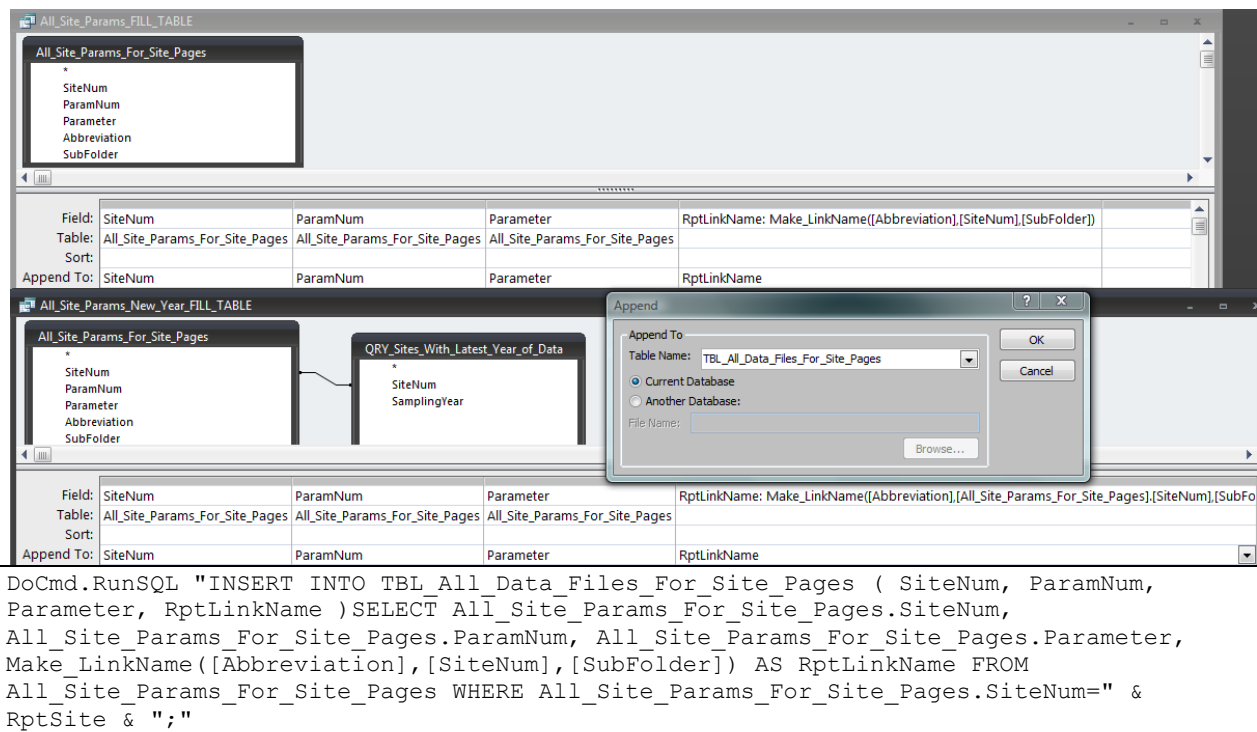 All_Site_Params_FILL_TABLE
All_Site_Params_For_Site_Pages
*
SiteNum
ParamNum
Parameter
Abbreviation
SubFolder
Field: SiteNum ParamNum Parameter RptLinkName: Make_LinkName([Abbreviation],[SiteNum],[SubFolder])
Table: All_Site_Params_For_Site_Pages All_Site_Params_For_Site_Pages All_Site_Params_For_Site_Pages
Sort:
Append To: SiteNum ParamNum Parameter RptLinkName
All_Site_Params_New_Year_FILL_TABLE
All_Site_Params_For_Site_Pages
*
SiteNum
ParamNum
Parameter
Abbreviation
SubFolder
QRY_Sites_With_Latest_Year_of_Data
*
SiteNum
SamplingYear
Append
? X
Append To
Table Name: TBL_All_Data_Files_For_Site_Pages
Current Database
Another Database:
File Name:
Browse...
OK
Cancel
Field: SiteNum ParamNum Parameter RptLinkName: Make_LinkName([Abbreviation],[All_Site_Params_For_Site_Pages].[SiteNum],[SubFo
Table: All_Site_Params_For_Site_Pages All_Site_Params_For_Site_Pages All_Site_Params_For_Site_Pages
Sort:
Append To: SiteNum ParamNum Parameter RptLinkName
DoCmd.RunSQL "INSERT INTO TBL_All_Data_Files_For_Site_Pages ( SiteNum, ParamNum,
Parameter, RptLinkName )SELECT All_Site_Params_For_Site_Pages.SiteNum,
All_Site_Params_For_Site_Pages.ParamNum, All_Site_Params_For_Site_Pages.Parameter,
Make_LinkName([Abbreviation],[SiteNum],[SubFolder]) AS RptLinkName FROM
All_Site_Params_For_Site_Pages WHERE All_Site_Params_For_Site_Pages.SiteNum=" &
RptSite & ";"